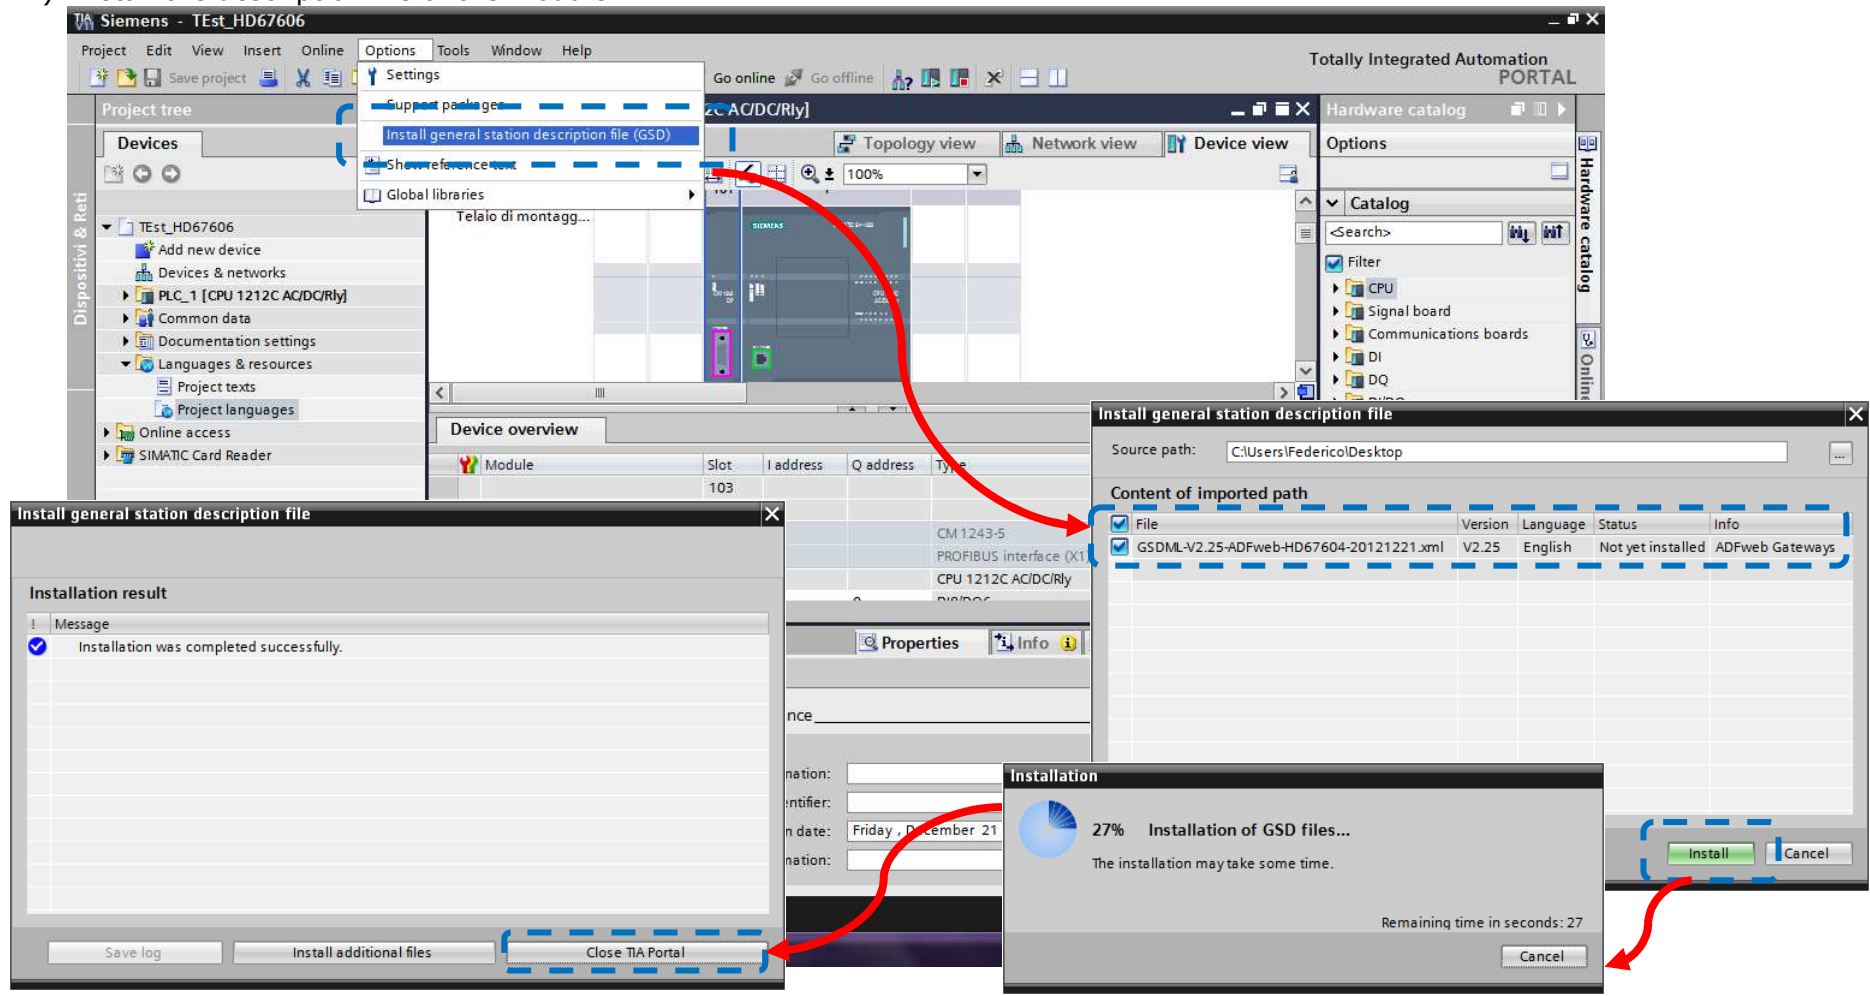 Siemens - TEst_HD67606
Project Edit View Insert Online Options Tools Window Help
Totally Integrated Automation
PORTAL
Save project
Go online Go offline
Settings
Support packages
Install general station description file (GSD)
Show reference text
Global libraries
Project tree
2C AC/DC/Rly]
Hardware catalog
Devices
Topology view Network view Device view
Options
100%
Dispositivi & Reti
Telaio di montagg...
SIEMENS
Catalog
<Search>
Filter
CPU
Signal board
Communications boards
DI
DQ
Hardware catalog
TEst_HD67606
Add new device
Devices & networks
PLC_1 [CPU 1212C AC/DC/Rly]
Common data
Documentation settings
Languages & resources
Project texts
Project languages
Online access
SIMATIC Card Reader
Device overview
Module Slot I address Q address Type
103
CM 1243-5
PROFIBUS interface (X1)
CPU 1212C AC/DC/Rly
Properties Info
Friday , December 21
Install general station description file
Source path: C:\Users\Federico\Desktop
...
Content of imported path
File Version Language Status Info
GSDML-V2.25-ADFweb-HD67604-20121221.xml V2.25 English Not yet installed ADFweb Gateways
Install Cancel
Installation
27% Installation of GSD files...
The installation may take some time.
Remaining time in seconds: 27
Cancel
Install general station description file
Installation result
! Message
Installation was completed successfully.
Save log Install additional files Close TIA Portal